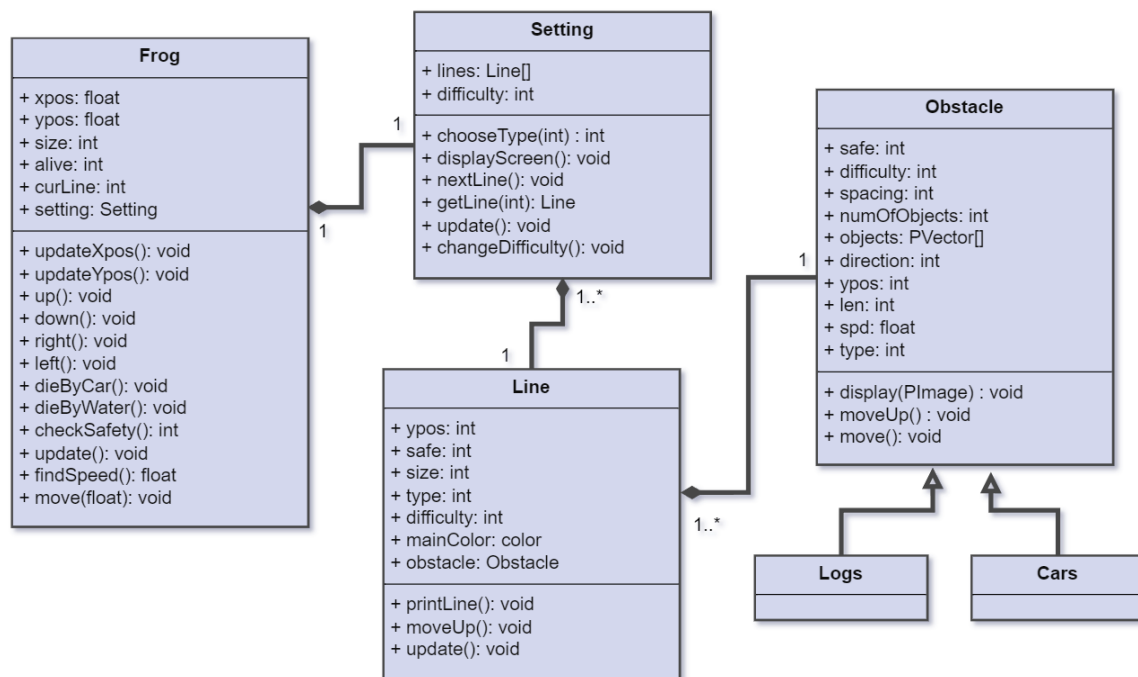 Frog
+ xpos: float
+ ypos: float
+ size: int
+ alive: int
+ curLine: int
+ setting: Setting
+ updateXpos(): void
+ updateYpos(): void
+ up(): void
+ down(): void
+ right(): void
+ left(): void
+ dieByCar(): void
+ dieByWater(): void
+ checkSafety(): int
+ update(): void
+ findSpeed(): float
+ move(float): void
1
1
Setting
+ lines: Line[]
+ difficulty: int
+ chooseType(int) : int
+ displayScreen(): void
+ nextLine(): void
+ getLine(int): Line
+ update(): void
+ changeDifficulty(): void
1..*
1
Line
+ ypos: int
+ safe: int
+ size: int
+ type: int
+ difficulty: int
+ mainColor: color
+ obstacle: Obstacle
+ printLine(): void
+ moveUp(): void
+ update(): void
1..*
1
Obstacle
+ safe: int
+ difficulty: int
+ spacing: int
+ numOfObjects: int
+ objects: PVector[]
+ direction: int
+ ypos: int
+ len: int
+ spd: float
+ type: int
+ display(PImage) : void
+ moveUp() : void
+ move(): void
Logs
Cars